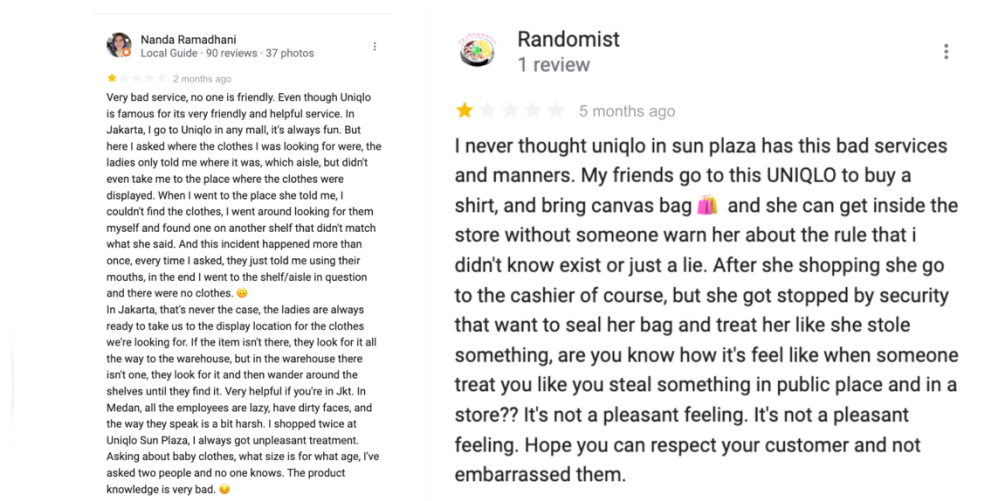 Nanda Ramadhani
Local Guide · 90 reviews · 37 photos
2 months ago
Very bad service, no one is friendly. Even though Uniqlo
is famous for its very friendly and helpful service. In
Jakarta, I go to Uniqlo in any mall, it's always fun. But
here I asked where the clothes I was looking for were, the
ladies only told me where it was, which aisle, but didn't
even take me to the place where the clothes were
displayed. When I went to the place she told me, I
couldn't find the clothes, I went around looking for them
myself and found one on another shelf that didn't match
what she said. And this incident happened more than
once, every time I asked, they just told me using their
mouths, in the end I went to the shelf/aisle in question
and there were no clothes. 🙃
In Jakarta, that's never the case, the ladies are always
ready to take us to the display location for the clothes
we're looking for. If the item isn't there, they look for it all
the way to the warehouse, but in the warehouse there
isn't one, they look for it and then wander around the
shelves until they find it. Very helpful if you're in Jkt. In
Medan, all the employees are lazy, have dirty faces, and
the way they speak is a bit harsh. I shopped twice at
Uniqlo Sun Plaza, I always got unpleasant treatment.
Asking about baby clothes, what size is for what age, I've
asked two people and no one knows. The product
knowledge is very bad. 😏
Randomist
1 review
5 months ago
I never thought uniqlo in sun plaza has this bad services
and manners. My friends go to this UNIQLO to buy a
shirt, and bring canvas bag 🛍️ and she can get inside the
store without someone warn her about the rule that i
didn't know exist or just a lie. After she shopping she go
to the cashier of course, but she got stopped by security
that want to seal her bag and treat her like she stole
something, are you know how it's feel like when someone
treat you like you steal something in public place and in a
store?? It's not a pleasant feeling. It's not a pleasant
feeling. Hope you can respect your customer and not
embarrassed them.